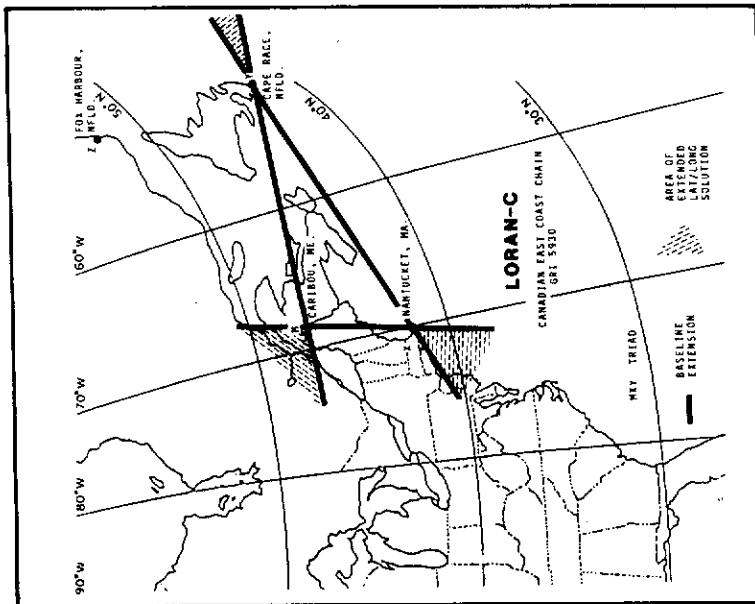 FOX HARBOUR,
NFLD.
Z
50°N
Y
CAPE RACE,
NFLD.
40°N
30°N
60°W
M
CARIBOU, ME.
X
NANTUCKET, MA.
70°W
80°W
90°W
LORAN-C
CANADIAN EAST COAST CHAIN
GRI 5930
MXY TRIAD
BASELINE
EXTENSION
AREA OF
EXTENDED
LAT/LONG
SOLUTION